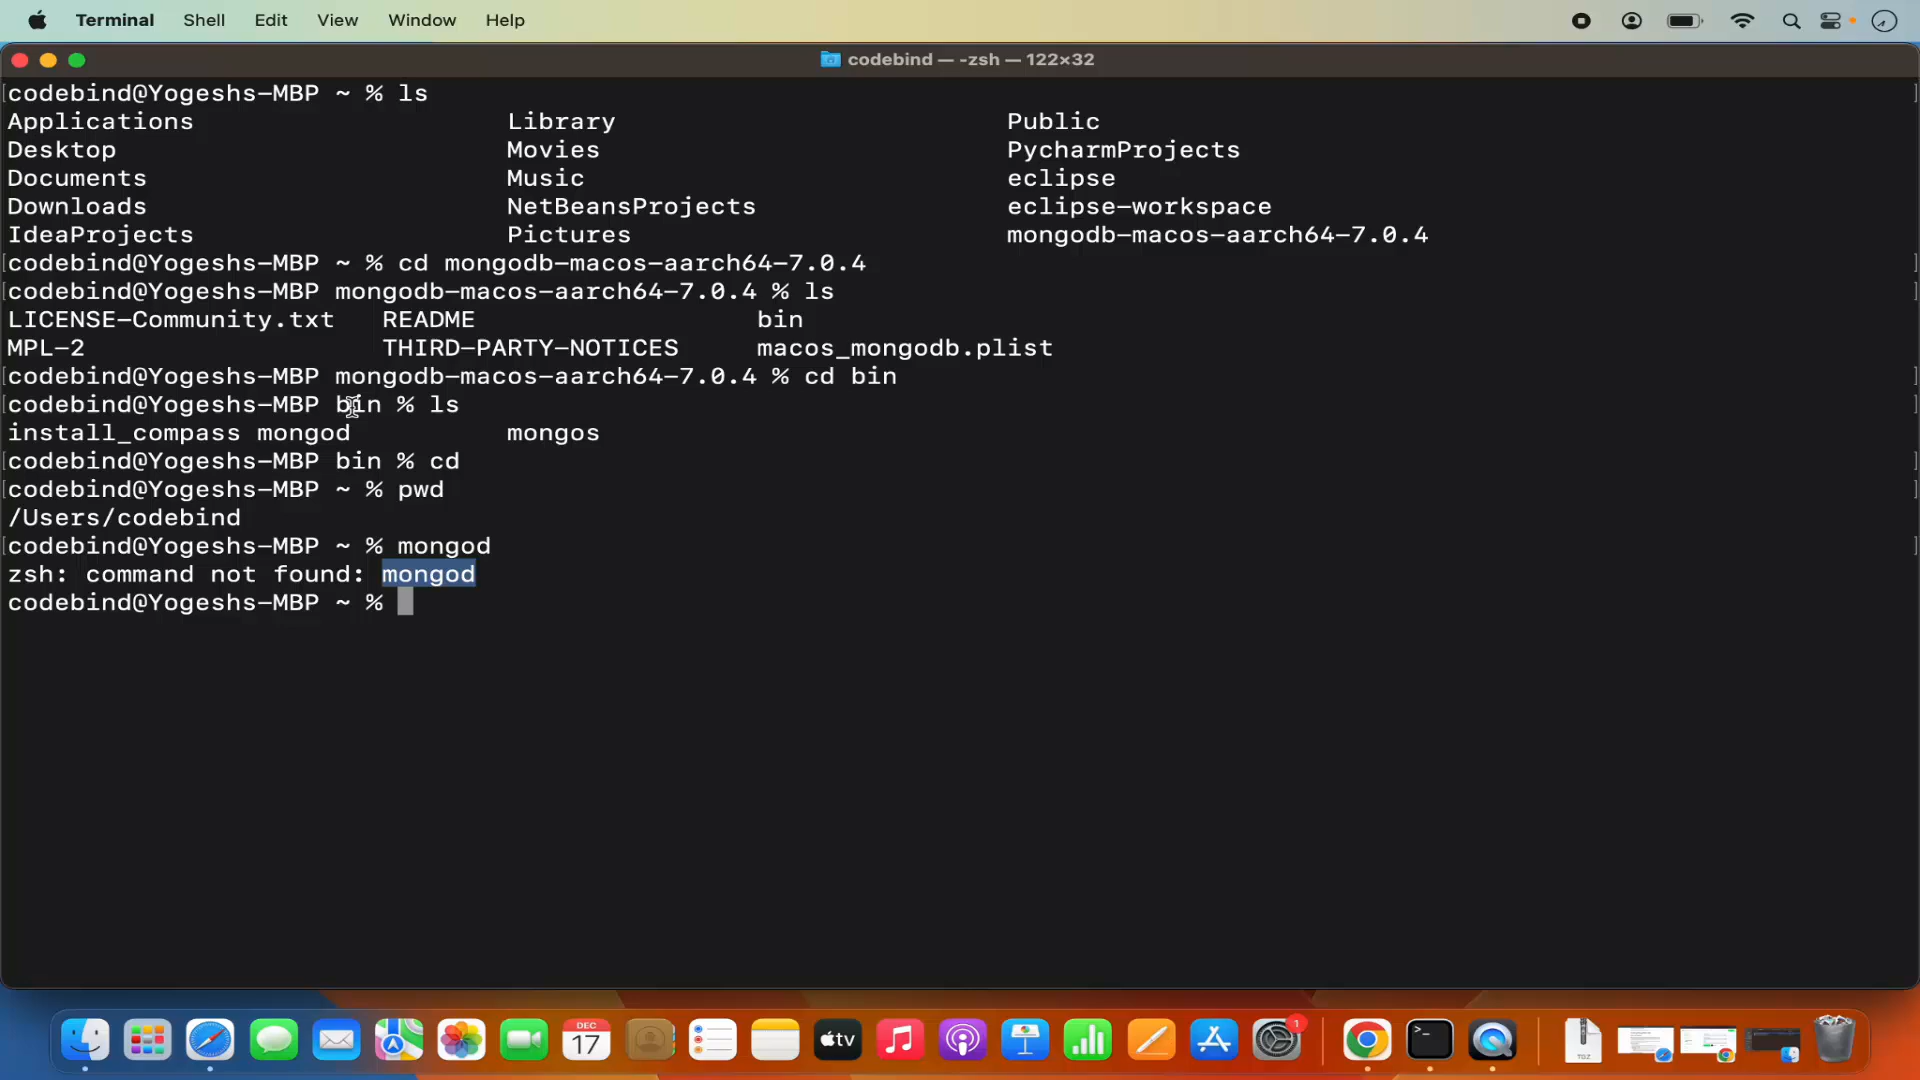 Terminal Shell Edit View Window Help
codebind — -zsh — 122×32
codebind@Yogeshs-MBP ~ % ls
Applications Library Public
Desktop Movies PycharmProjects
Documents Music eclipse
Downloads NetBeansProjects eclipse-workspace
IdeaProjects Pictures mongodb-macos-aarch64-7.0.4
codebind@Yogeshs-MBP ~ % cd mongodb-macos-aarch64-7.0.4
codebind@Yogeshs-MBP mongodb-macos-aarch64-7.0.4 % ls
LICENSE-Community.txt README bin
MPL-2 THIRD-PARTY-NOTICES macos_mongodb.plist
codebind@Yogeshs-MBP mongodb-macos-aarch64-7.0.4 % cd bin
codebind@Yogeshs-MBP bin % ls
install_compass mongod mongos
codebind@Yogeshs-MBP bin % cd
codebind@Yogeshs-MBP ~ % pwd
/Users/codebind
codebind@Yogeshs-MBP ~ % mongod
zsh: command not found: mongod
codebind@Yogeshs-MBP ~ %
DEC
17
tv
1